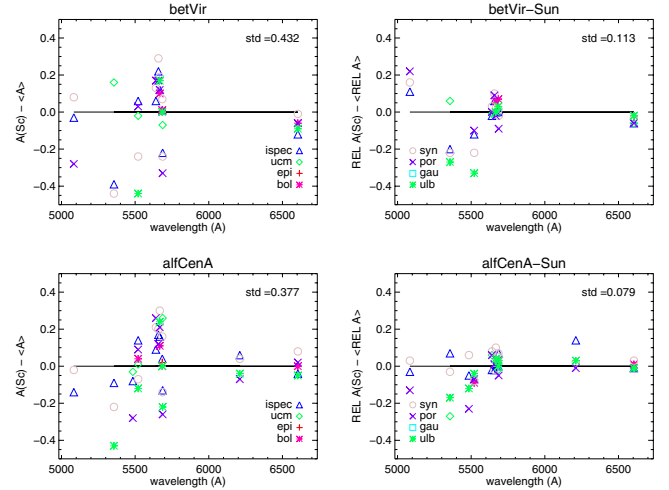 betVir
std =0.432
A(Sc) − <A>
0.4
0.2
0.0
−0.2
−0.4
ispec
ucm
epi
bol
5000 5500 6000 6500
wavelength (A)
betVir−Sun
std =0.113
REL A(Sc) − <REL A>
0.4
0.2
0.0
−0.2
−0.4
syn
por
gau
ulb
5000 5500 6000 6500
wavelength (A)
alfCenA
std =0.377
A(Sc) − <A>
0.4
0.2
0.0
−0.2
−0.4
ispec
ucm
epi
bol
5000 5500 6000 6500
wavelength (A)
alfCenA−Sun
std =0.079
REL A(Sc) − <REL A>
0.4
0.2
0.0
−0.2
−0.4
syn
por
gau
ulb
5000 5500 6000 6500
wavelength (A)